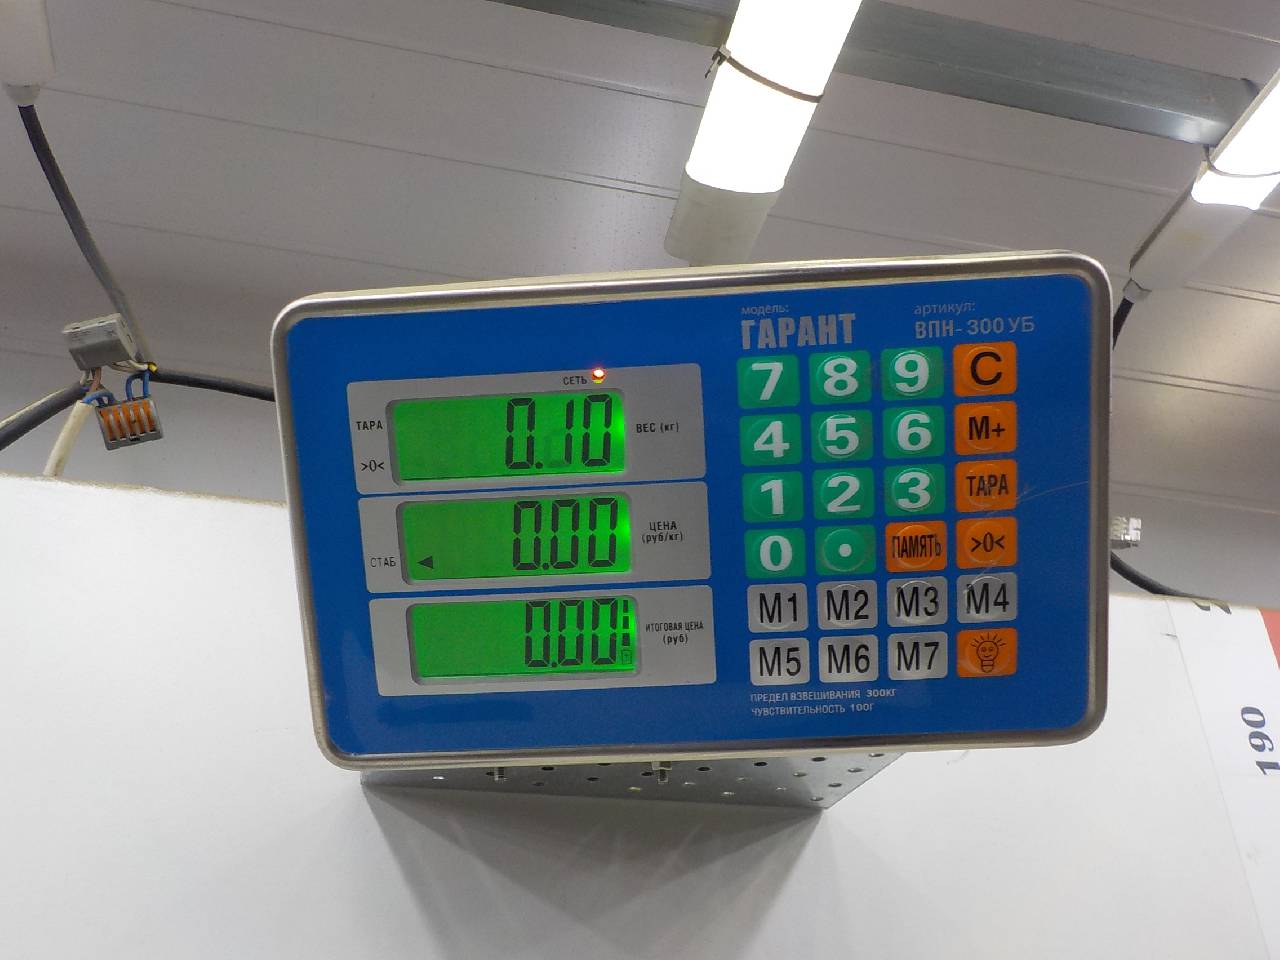 модель:
ГАРАНТ
артикул:
ВПН- 300 УБ
СЕТЬ
ТАРА
>0<
0.10
ВЕС (кг)
СТАБ
0.00
ЦЕНА
(руб/кг)
0.00
ИТОГОВАЯ ЦЕНА
(руб)
7 8 9 C
4 5 6 M+
1 2 3 ТАРА
0 . ПАМЯТЬ >0<
M1 M2 M3 M4
M5 M6 M7
ПРЕДЕЛ ВЗВЕШИВАНИЯ 300КГ
ЧУВСТВИТЕЛЬНОСТЬ 100Г
190